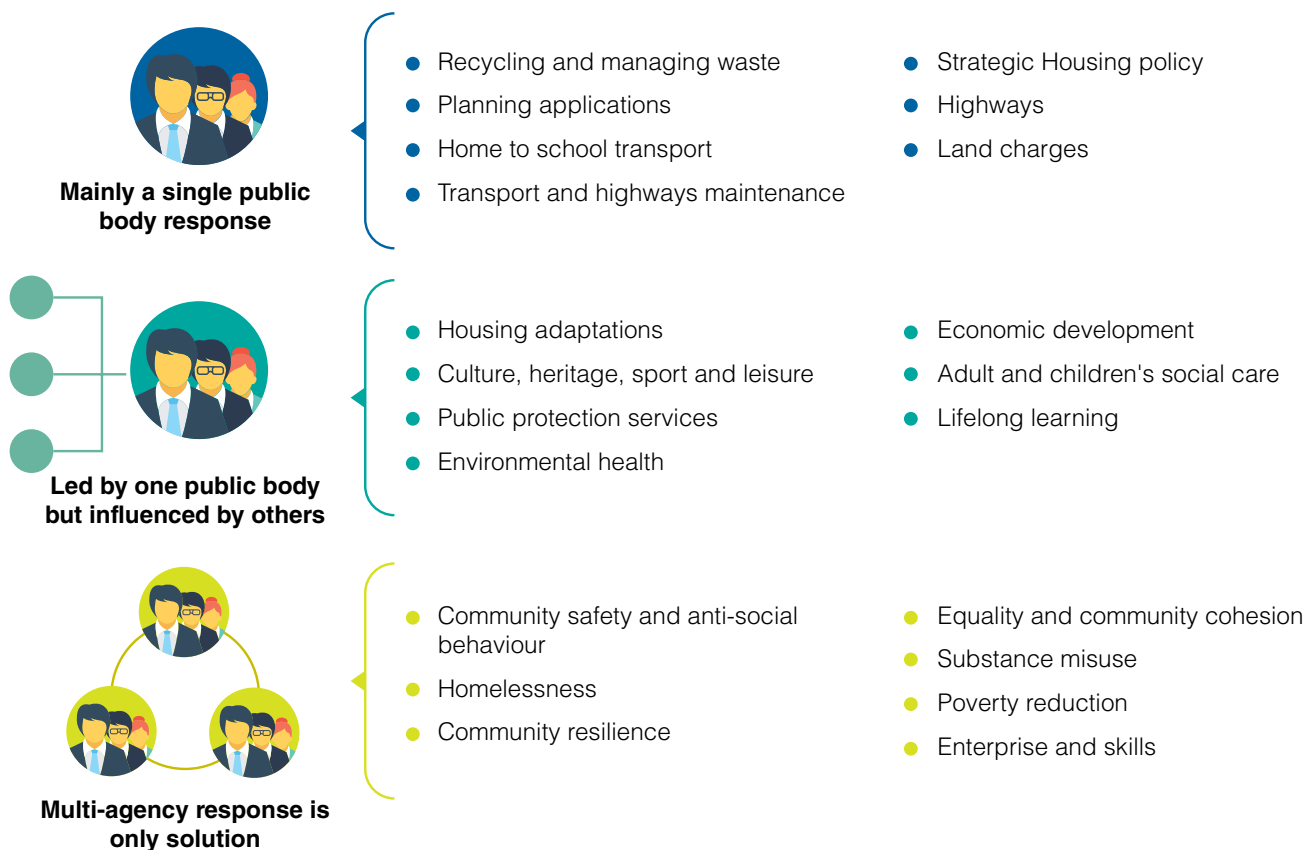 Mainly a single public
body response
Recycling and managing waste
Planning applications
Home to school transport
Transport and highways maintenance
Strategic Housing policy
Highways
Land charges
Led by one public body
but influenced by others
Housing adaptations
Culture, heritage, sport and leisure
Public protection services
Environmental health
Economic development
Adult and children's social care
Lifelong learning
Multi-agency response is
only solution
Community safety and anti-social
behaviour
Homelessness
Community resilience
Equality and community cohesion
Substance misuse
Poverty reduction
Enterprise and skills